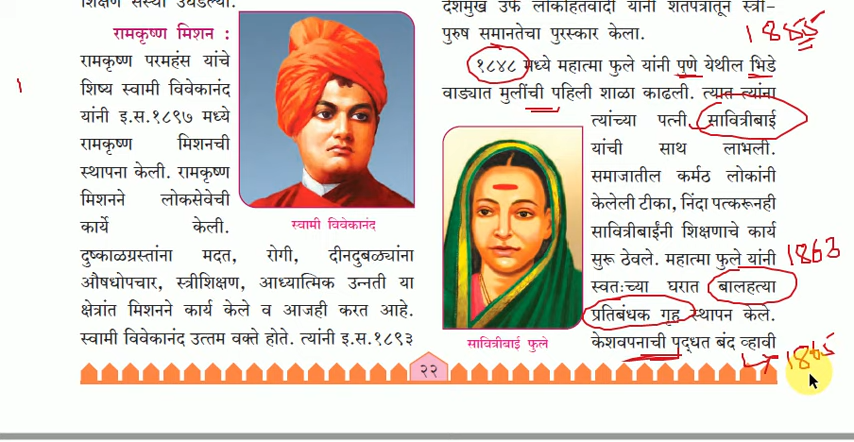 शिक्षण संस्था उघडल्या.
रामकृष्ण मिशन :
रामकृष्ण परमहंस यांचे
शिष्य स्वामी विवेकानंद
यांनी इ.स.१८९७ मध्ये
रामकृष्ण मिशनची
स्थापना केली. रामकृष्ण
मिशनने लोकसेवेची
कार्ये केली.
स्वामी विवेकानंद
दुष्काळग्रस्तांना मदत, रोगी, दीनदुबळ्यांना
औषधोपचार, स्त्रीशिक्षण, आध्यात्मिक उन्नती या
क्षेत्रांत मिशनने कार्य केले व आजही करत आहे.
स्वामी विवेकानंद उत्तम वक्ते होते. त्यांनी इ.स.१८९३
देशमुख उर्फ लोकहितवादी यांनी शतपत्रांतून स्त्री-
पुरुष समानतेचा पुरस्कार केला.
१८४८ मध्ये महात्मा फुले यांनी पुणे येथील भिडे
वाड्यात मुलींची पहिली शाळा काढली. त्यात त्यांना
त्यांच्या पत्नी सावित्रीबाई
यांची साथ लाभली.
समाजातील कर्मठ लोकांनी
केलेली टीका, निंदा पत्करूनही
सावित्रीबाईंनी शिक्षणाचे कार्य
सुरू ठेवले. महात्मा फुले यांनी
1863
स्वतःच्या घरात बालहत्या
प्रतिबंधक गृह स्थापन केले.
केशवपनाची पद्धत बंद व्हावी
सावित्रीबाई फुले
२२